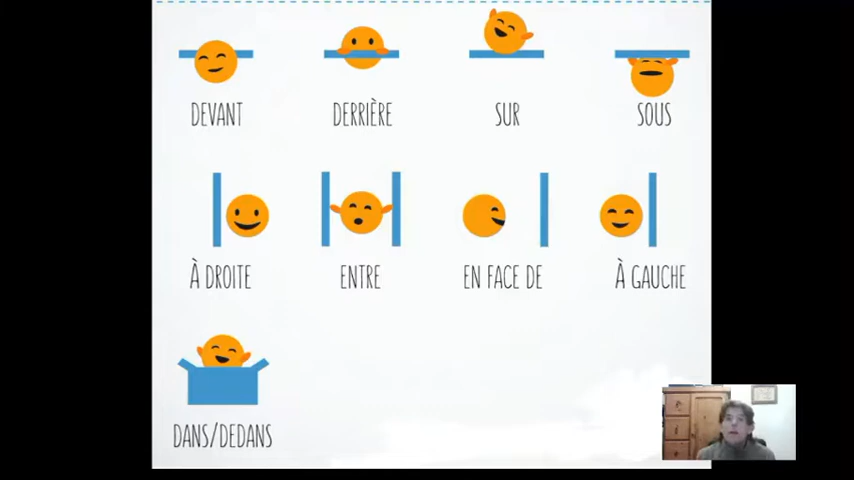 DEVANT
DERRIÈRE
SUR
SOUS
À DROITE
ENTRE
EN FACE DE
À GAUCHE
DANS/DEDANS